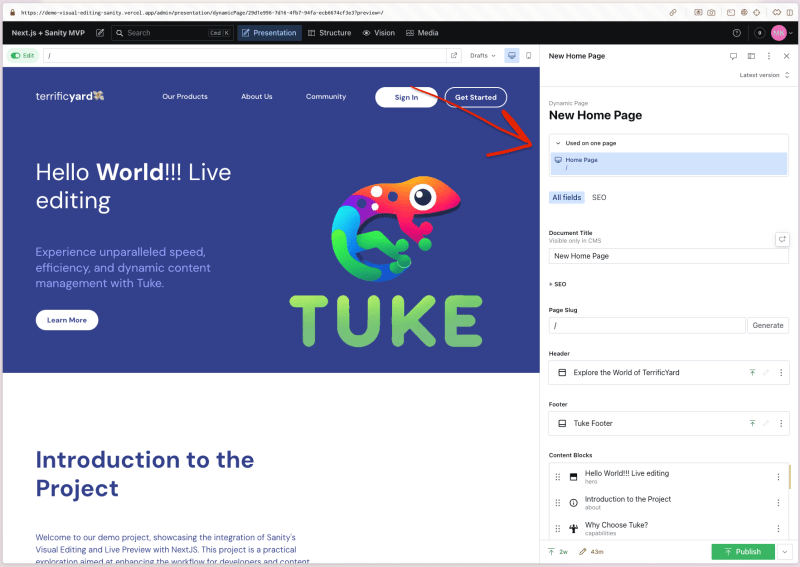 https://demo-visual-editing-sanity.vercel.app/admin/presentation/dynamicPage/29d1e996-7d16-4fb7-94fa-ecb6674cf3e3?preview=/
Next.js + Sanity MVP
Search
Cmd K
Presentation
Structure
Vision
Media
0
MK
Edit
/
Drafts
New Home Page
Latest version
terrificyard
Our Products
About Us
Community
Sign In
Get Started
Hello World!!! Live
editing
Experience unparalleled speed,
efficiency, and dynamic content
management with Tuke.
Learn More
TUKE
Introduction to the
Project
Welcome to our demo project, showcasing the integration of Sanity's
Visual Editing and Live Preview with NextJS. This project is a practical
exploration aimed at enhancing the workflow for developers and content
Dynamic Page
New Home Page
Used on one page
Home Page
/
All fields
SEO
Document Title
Visible only in CMS
New Home Page
+ SEO
Page Slug
/
Generate
Header
Explore the World of TerrificYard
Footer
Tuke Footer
Content Blocks
Hello World!!! Live editing
hero
Introduction to the Project
about
Why Choose Tuke?
capabilities
2w
43m
Publish